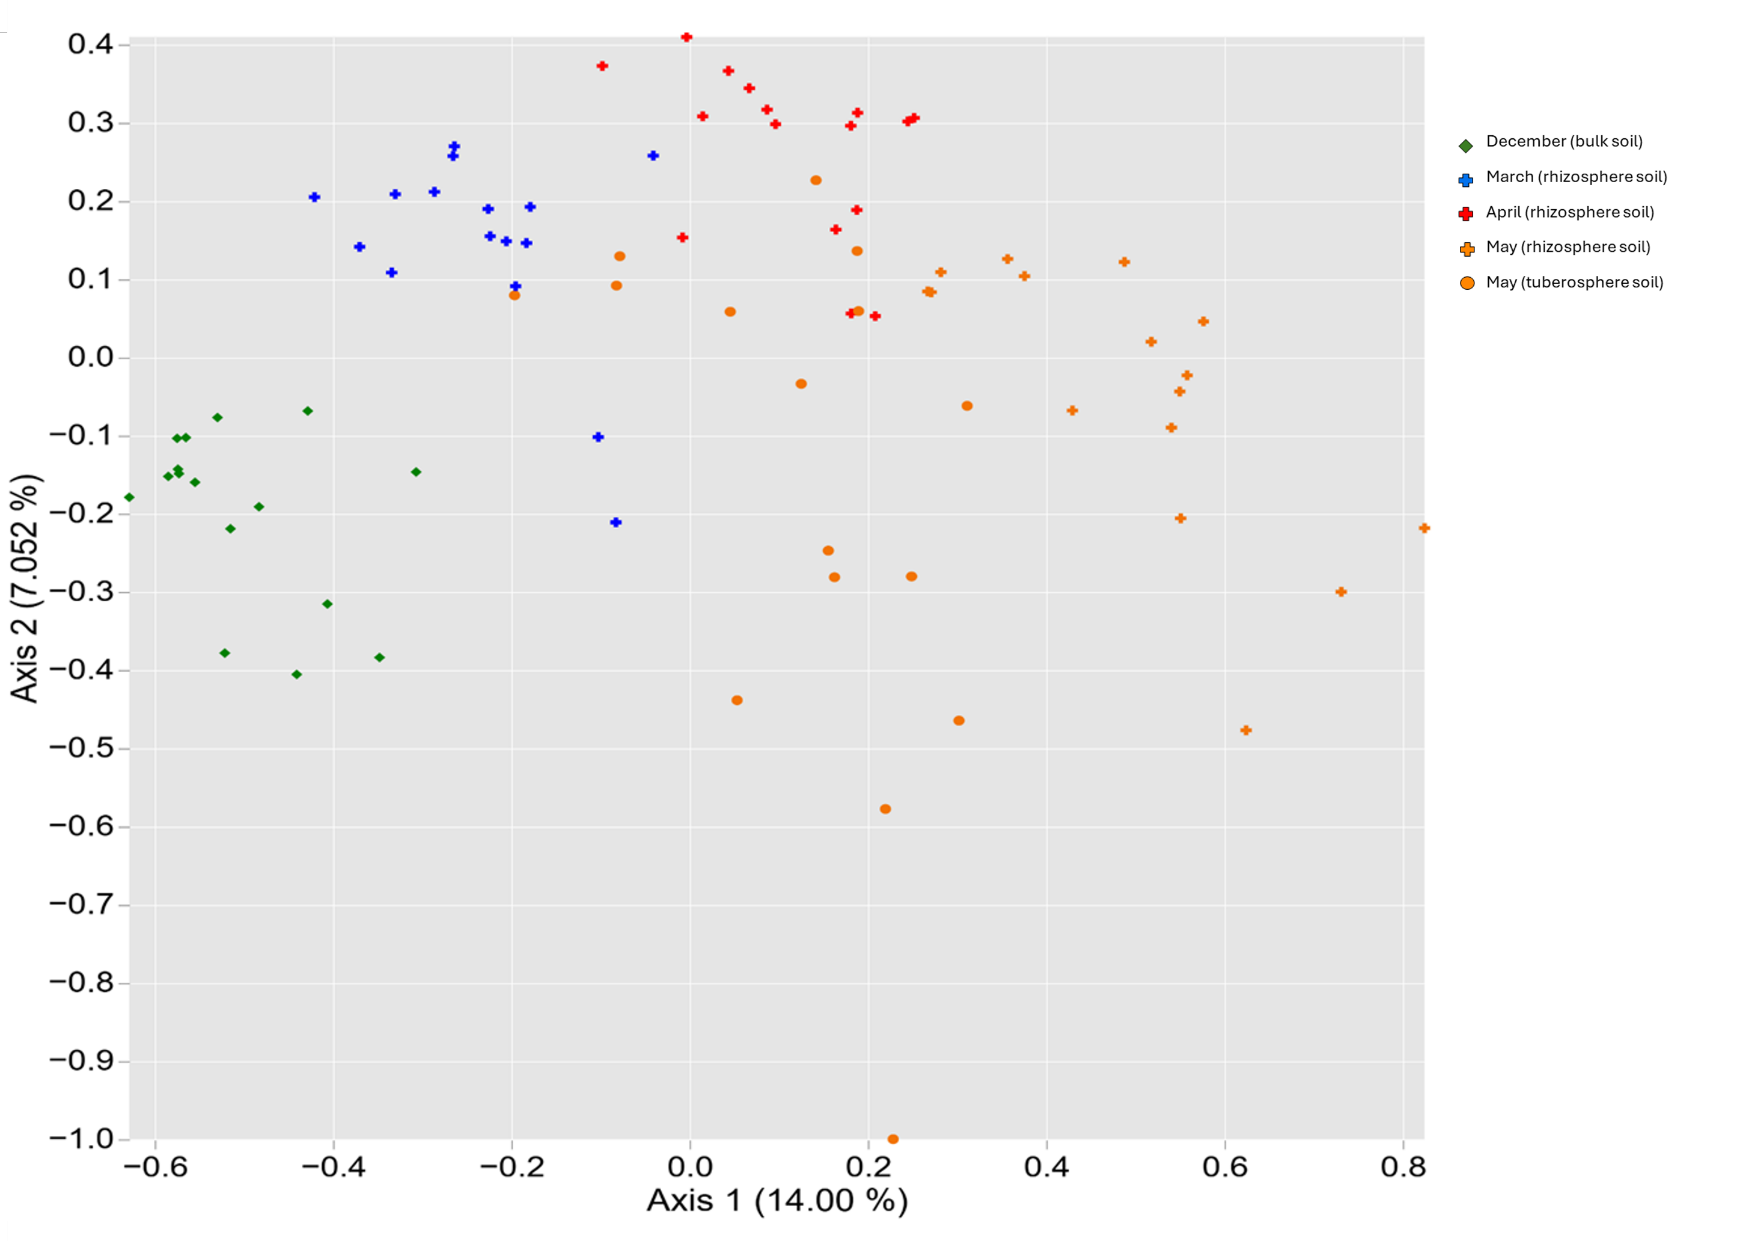 0.4
0.3
0.2
0.1
0.0
−0.1
−0.2
−0.3
−0.4
−0.5
−0.6
−0.7
−0.8
−0.9
−1.0
Axis 2 (7.052 %)
−0.6 −0.4 −0.2 0.0 0.2 0.4 0.6 0.8
Axis 1 (14.00 %)
December (bulk soil)
March (rhizosphere soil)
April (rhizosphere soil)
May (rhizosphere soil)
May (tuberosphere soil)